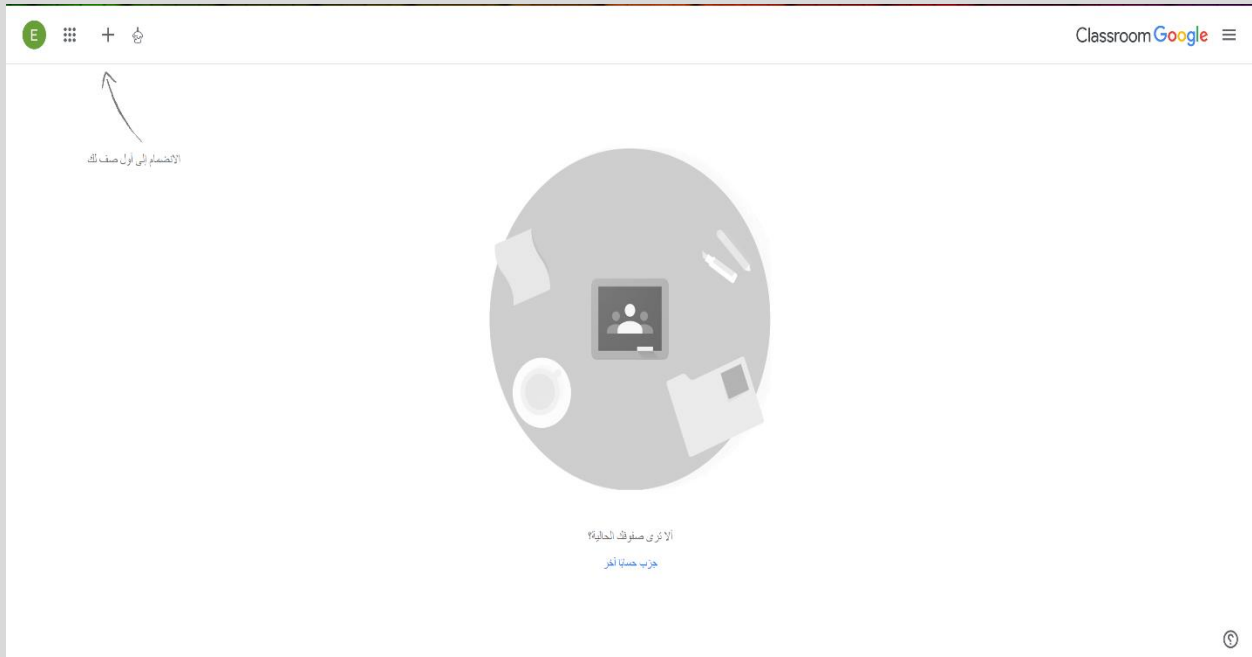 Classroom Google
E
الانضمام إلى أول صف لك
ألا ترى صفوفك الحالية؟
جرّب حسابًا آخر